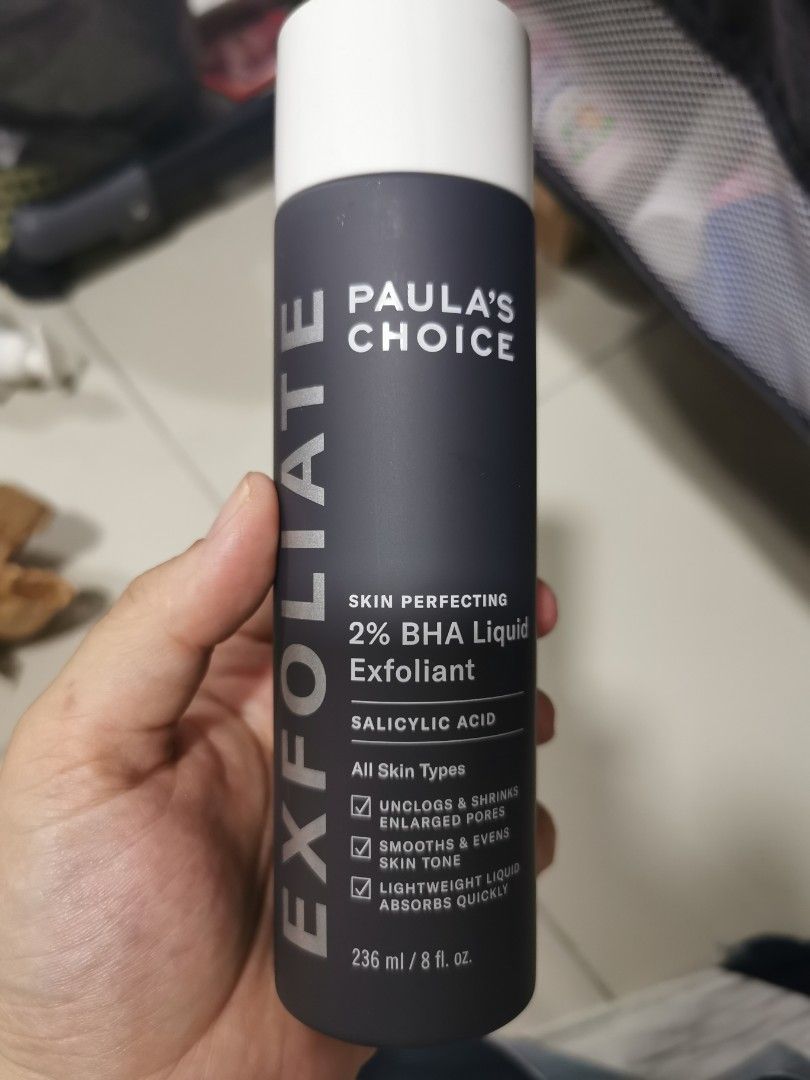 EXFOLIATE
PAULA'S
CHOICE
SKIN PERFECTING
2% BHA Liquid
Exfoliant
SALICYLIC ACID
All Skin Types
UNCLOGS & SHRINKS
ENLARGED PORES
SMOOTHS & EVENS
SKIN TONE
LIGHTWEIGHT LIQUID
ABSORBS QUICKLY
236 ml / 8 fl. oz.